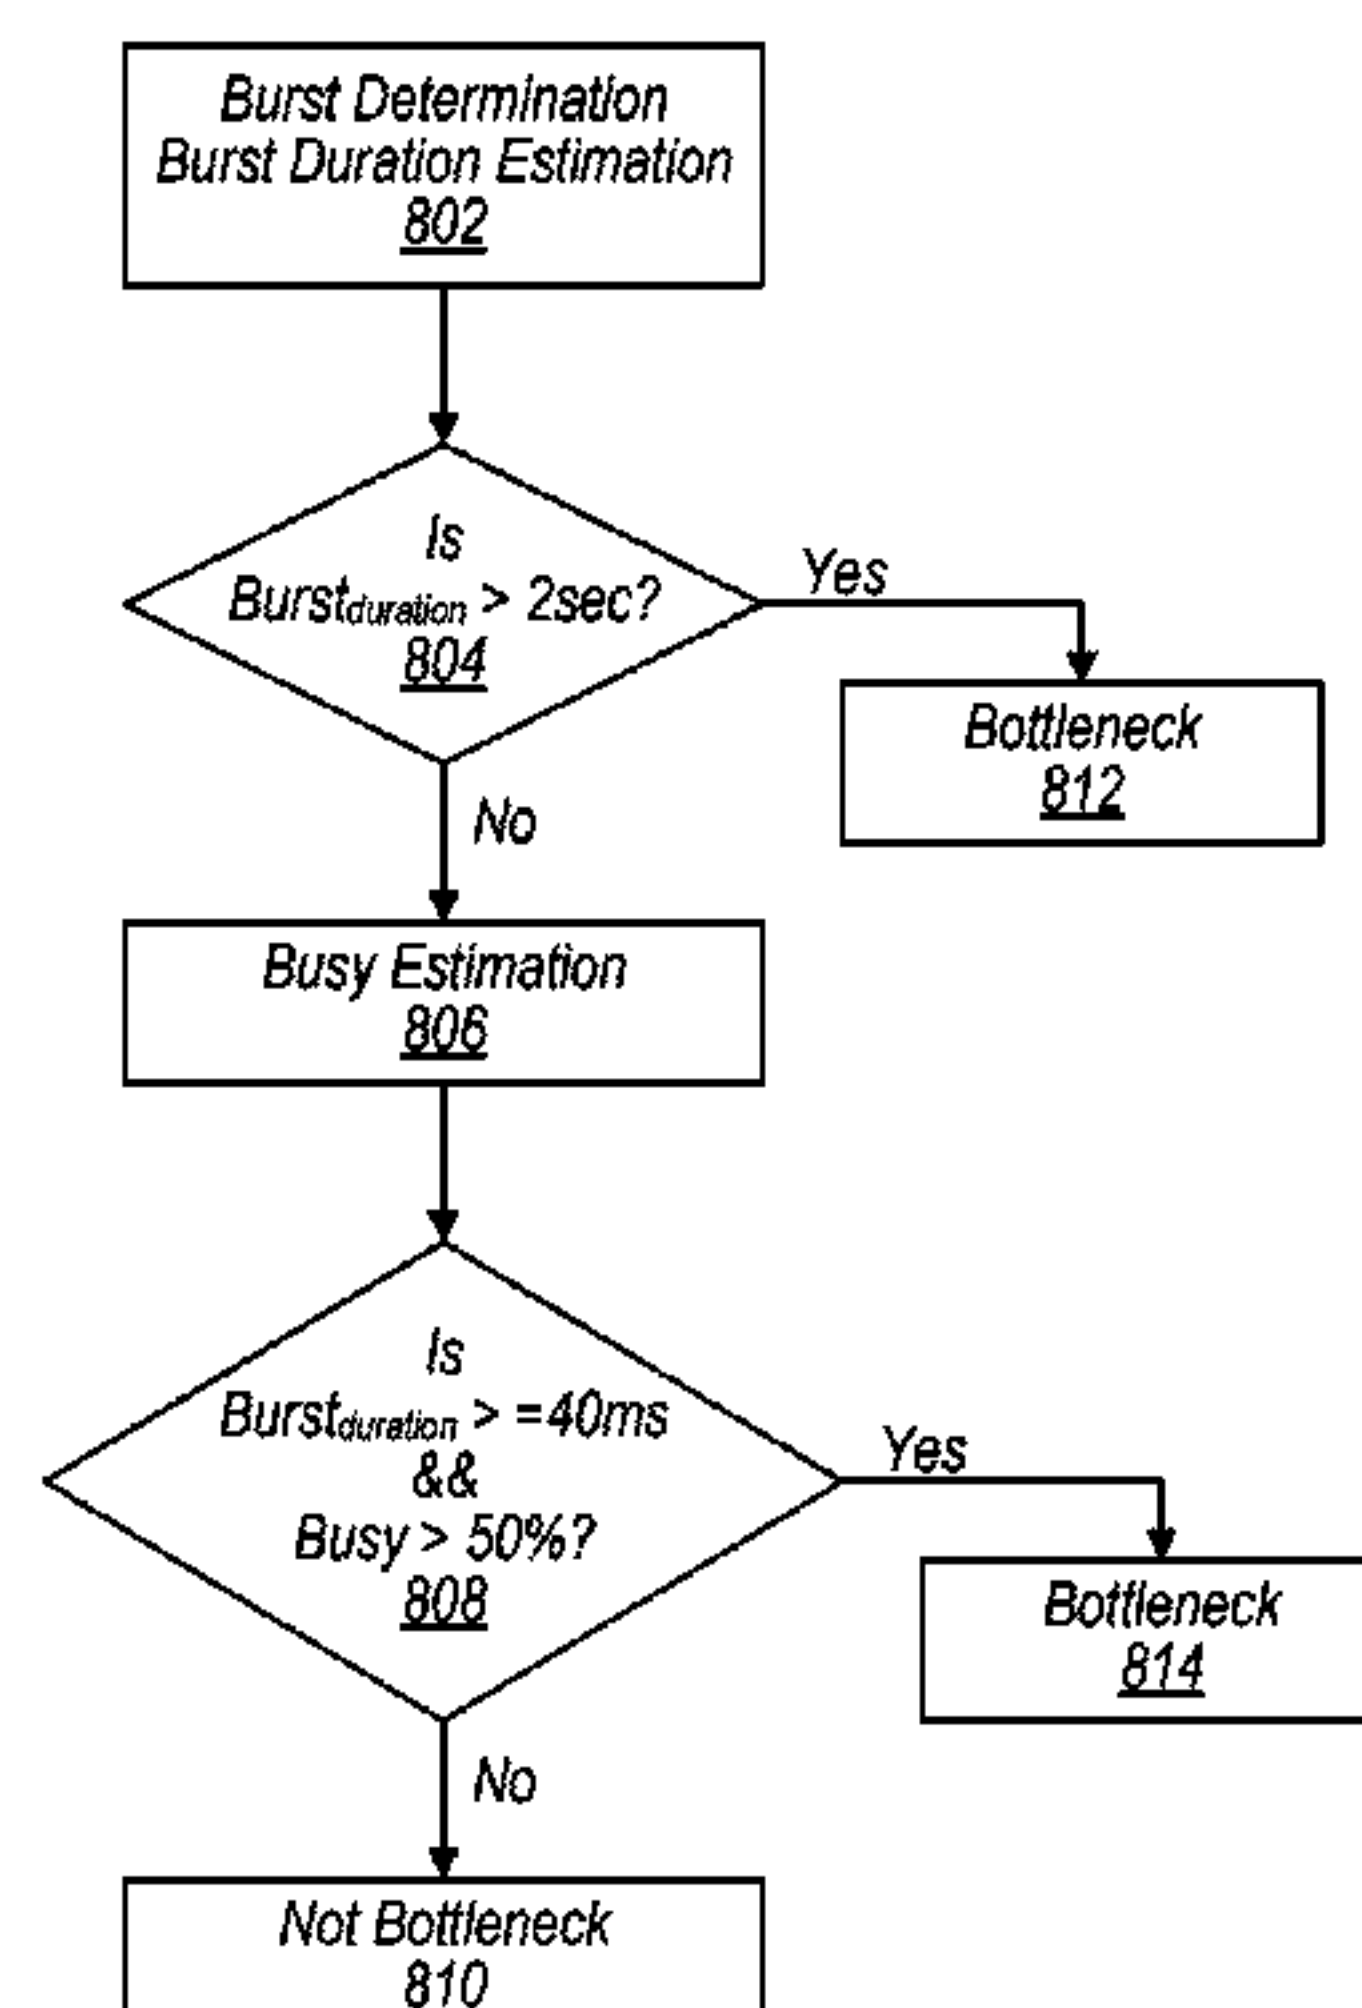 Burst Determination
Burst Duration Estimation
802
Is
Burstduration > 2sec?
804
Yes
Bottleneck
812
No
Busy Estimation
806
Is
Burstduration > =40ms
&&
Busy > 50%?
808
Yes
Bottleneck
814
No
Not Bottleneck
810